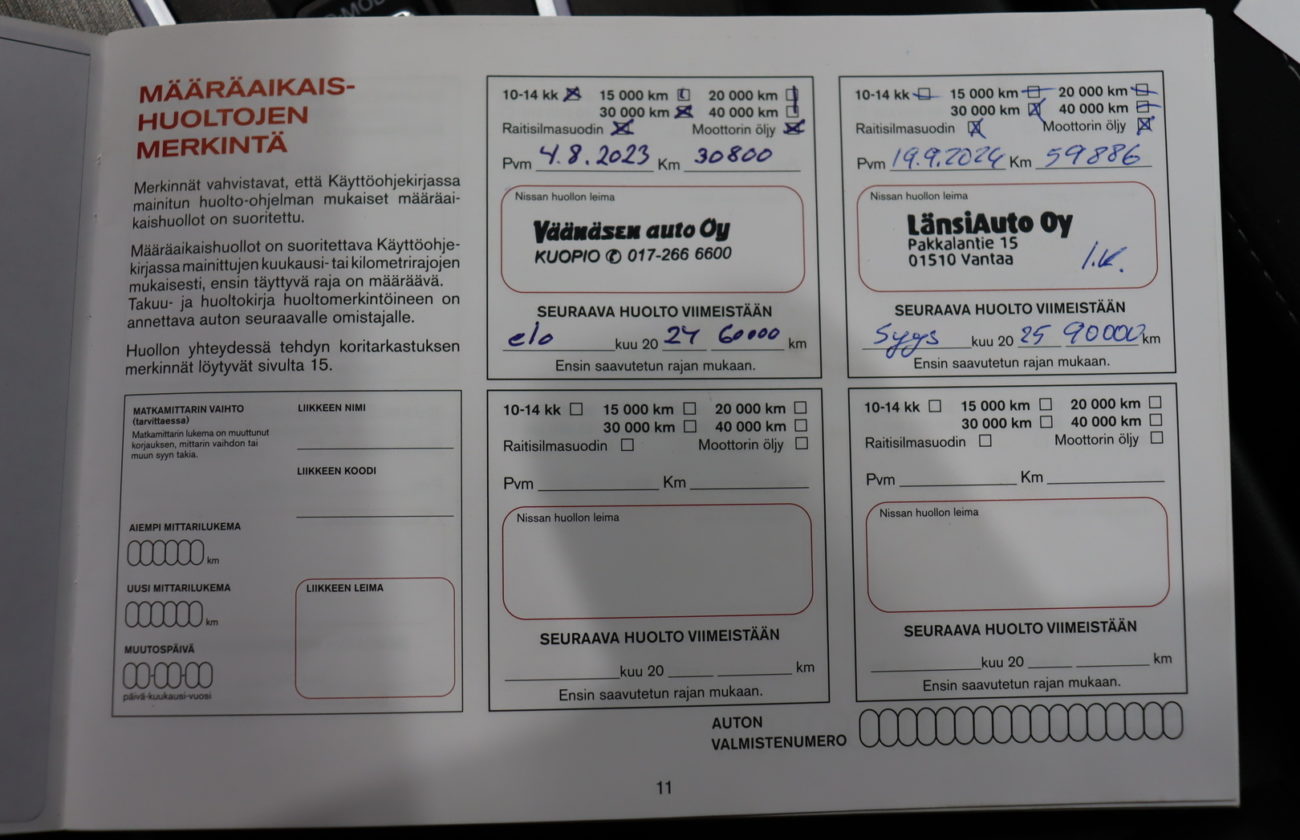 MÄÄRÄAIKAIS-
HUOLTOJEN
MERKINTÄ
Merkinnät vahvistavat, että Käyttöohjekirjassa
mainitun huolto-ohjelman mukaiset määräai-
kaishuollot on suoritettu.
Määräaikaishuollot on suoritettava Käyttöohje-
kirjassa mainittujen kuukausi- tai kilometrirajojen
mukaisesti, ensin täyttyvä raja on määräävä.
Takuu- ja huoltokirja huoltomerkintöineen on
annettava auton seuraavalle omistajalle.
Huollon yhteydessä tehdyn koritarkastuksen
merkinnät löytyvät sivulta 15.
MATKAMITTARIN VAIHTO
(tarvittaessa)
Matkamittarin lukema on muuttunut
korjauksen, mittarin vaihdon tai
muun syyn takia.
LIIKKEEN NIMI
LIIKKEEN KOODI
AIEMPI MITTARILUKEMA
km
UUSI MITTARILUKEMA
km
MUUTOSPÄIVÄ
päivä-kuukausi-vuosi
LIIKKEEN LEIMA
10-14 kk 15 000 km 20 000 km
30 000 km 40 000 km
Raitisilmasuodin Moottorin öljy
Pvm 4.8.2023 Km 30800
Nissan huollon leima
Väänäsen auto Oy
KUOPIO ✆ 017-266 6600
SEURAAVA HUOLTO VIIMEISTÄÄN
elo kuu 20 24 60000 km
Ensin saavutetun rajan mukaan.
10-14 kk 15 000 km 20 000 km
30 000 km 40 000 km
Raitisilmasuodin Moottorin öljy
Pvm 19.9.2024 Km 59886
Nissan huollon leima
LänsiAuto Oy
Pakkalantie 15
01510 Vantaa
I.K.
SEURAAVA HUOLTO VIIMEISTÄÄN
Syys kuu 20 25 90000 km
Ensin saavutetun rajan mukaan.
10-14 kk 15 000 km 20 000 km
30 000 km 40 000 km
Raitisilmasuodin Moottorin öljy
Pvm Km
Nissan huollon leima
SEURAAVA HUOLTO VIIMEISTÄÄN
kuu 20 km
Ensin saavutetun rajan mukaan.
10-14 kk 15 000 km 20 000 km
30 000 km 40 000 km
Raitisilmasuodin Moottorin öljy
Pvm Km
Nissan huollon leima
SEURAAVA HUOLTO VIIMEISTÄÄN
kuu 20 km
Ensin saavutetun rajan mukaan.
AUTON
VALMISTENUMERO
11